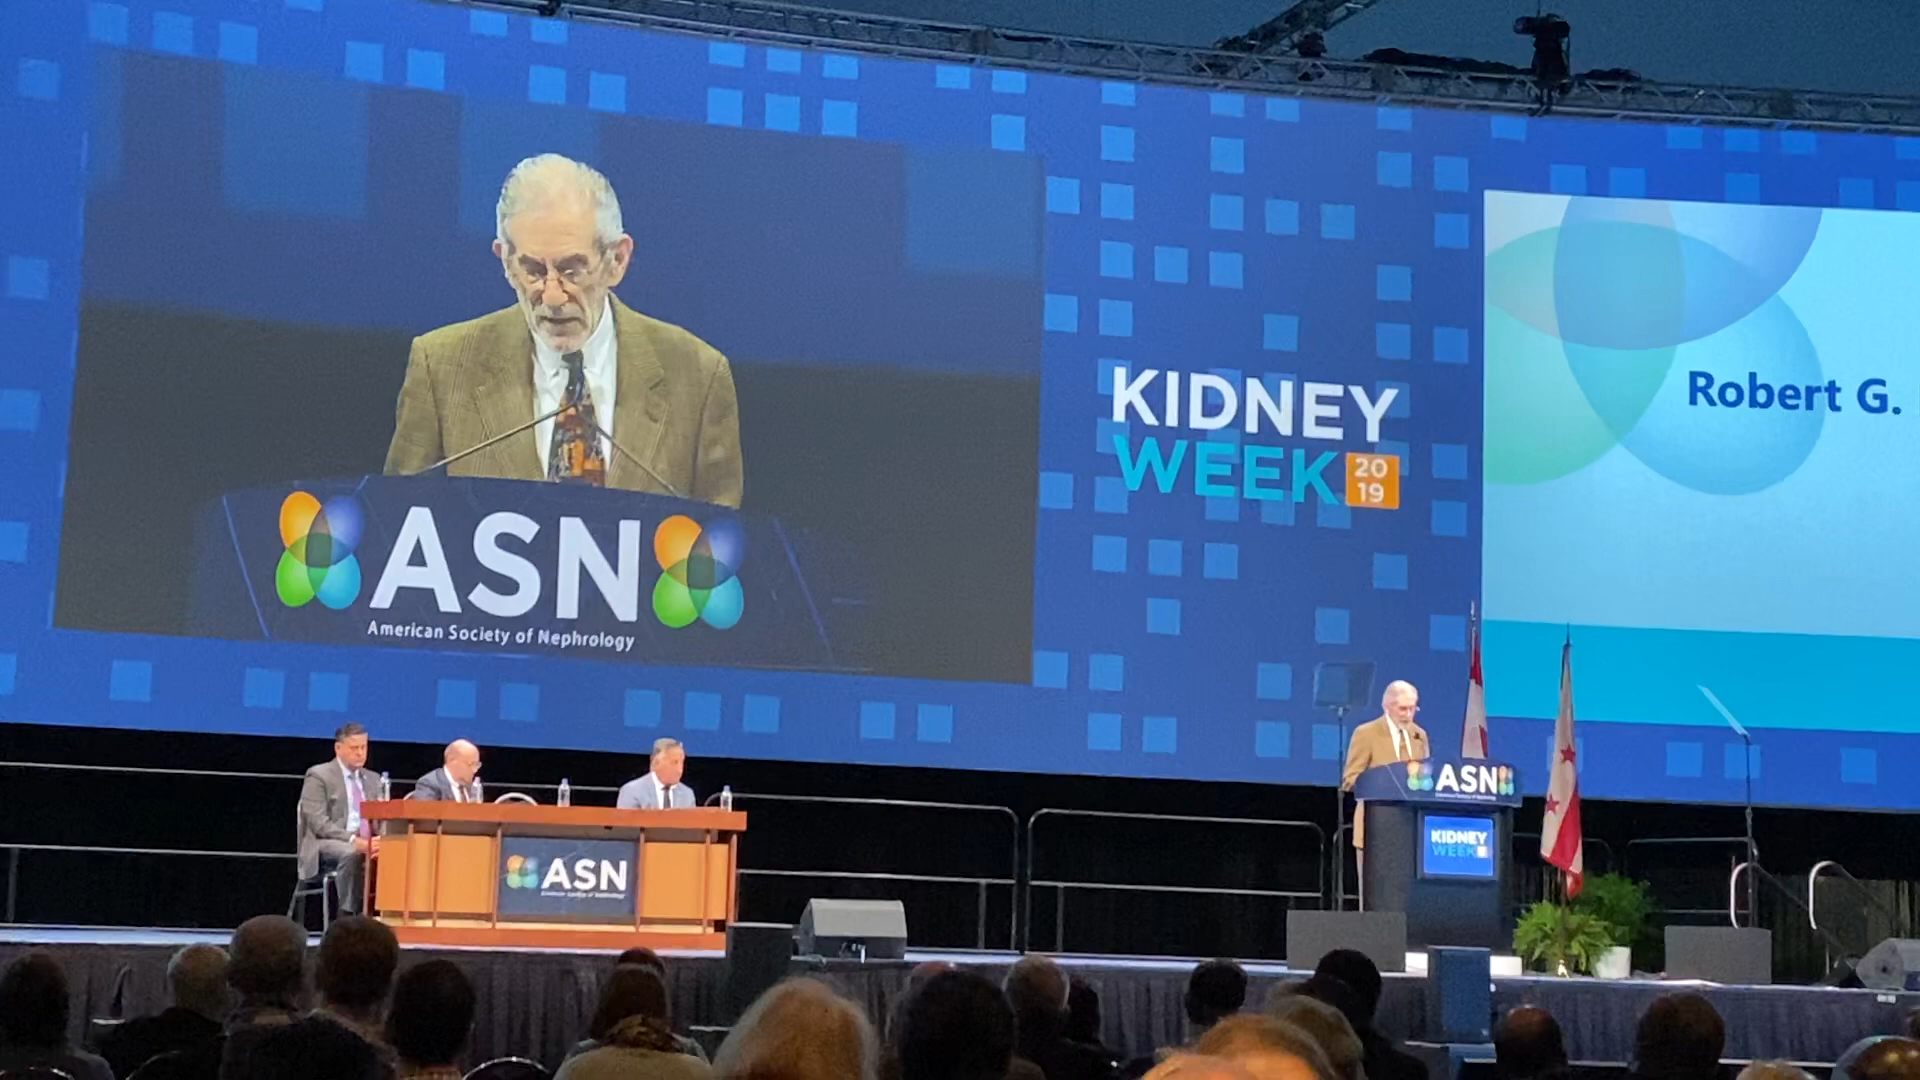 KIDNEY
WEEK 20
19
Robert G.
ASN
American Society of Nephrology
ASN
ASN
KIDNEY
WEEK